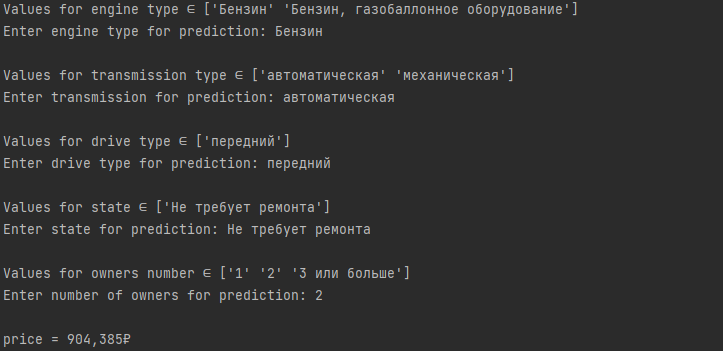 Values for engine type ∈ ['Бензин' 'Бензин, газобаллонное оборудование']
Enter engine type for prediction: Бензин
Values for transmission type ∈ ['автоматическая' 'механическая']
Enter transmission for prediction: автоматическая
Values for drive type ∈ ['передний']
Enter drive type for prediction: передний
Values for state ∈ ['Не требует ремонта']
Enter state for prediction: Не требует ремонта
Values for owners number ∈ ['1' '2' '3 или больше']
Enter number of owners for prediction: 2
price = 904,385₽